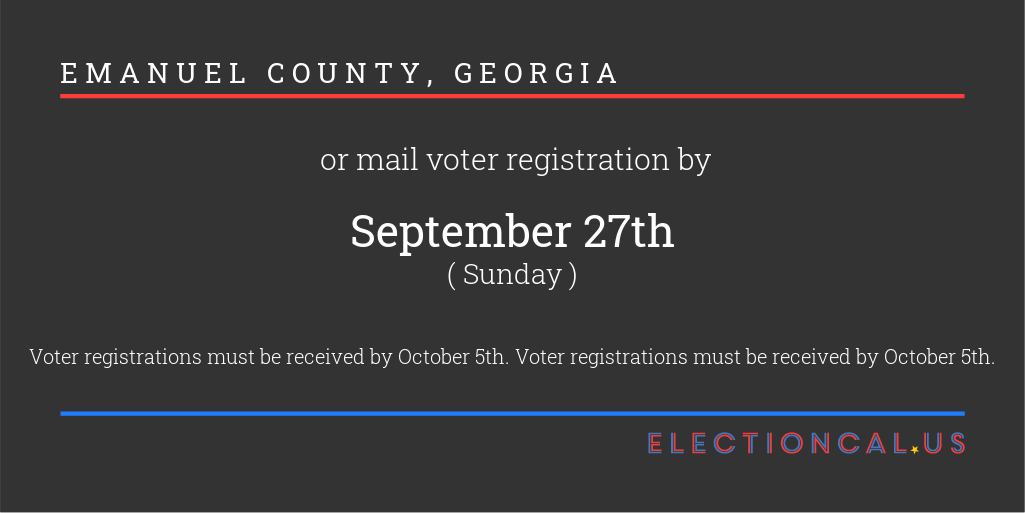 EMANUEL COUNTY, GEORGIA
or mail voter registration by
September 27th
( Sunday )
Voter registrations must be received by October 5th. Voter registrations must be received by October 5th.
ELECTIONCAL.US